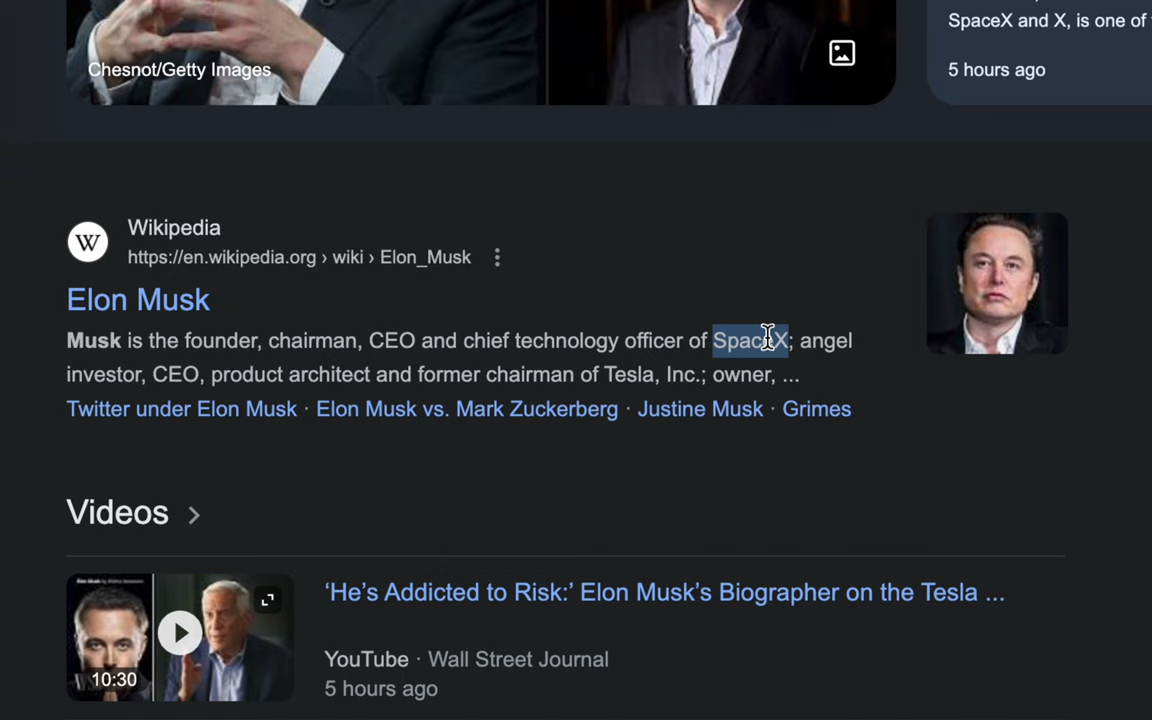 SpaceX and X, is one of
Chesnot/Getty Images
5 hours ago
Wikipedia
https://en.wikipedia.org › wiki › Elon_Musk
Elon Musk
Musk is the founder, chairman, CEO and chief technology officer of SpaceX; angel
investor, CEO, product architect and former chairman of Tesla, Inc.; owner, ...
Twitter under Elon Musk · Elon Musk vs. Mark Zuckerberg · Justine Musk · Grimes
Videos
10:30
‘He’s Addicted to Risk:’ Elon Musk’s Biographer on the Tesla ...
YouTube · Wall Street Journal
5 hours ago